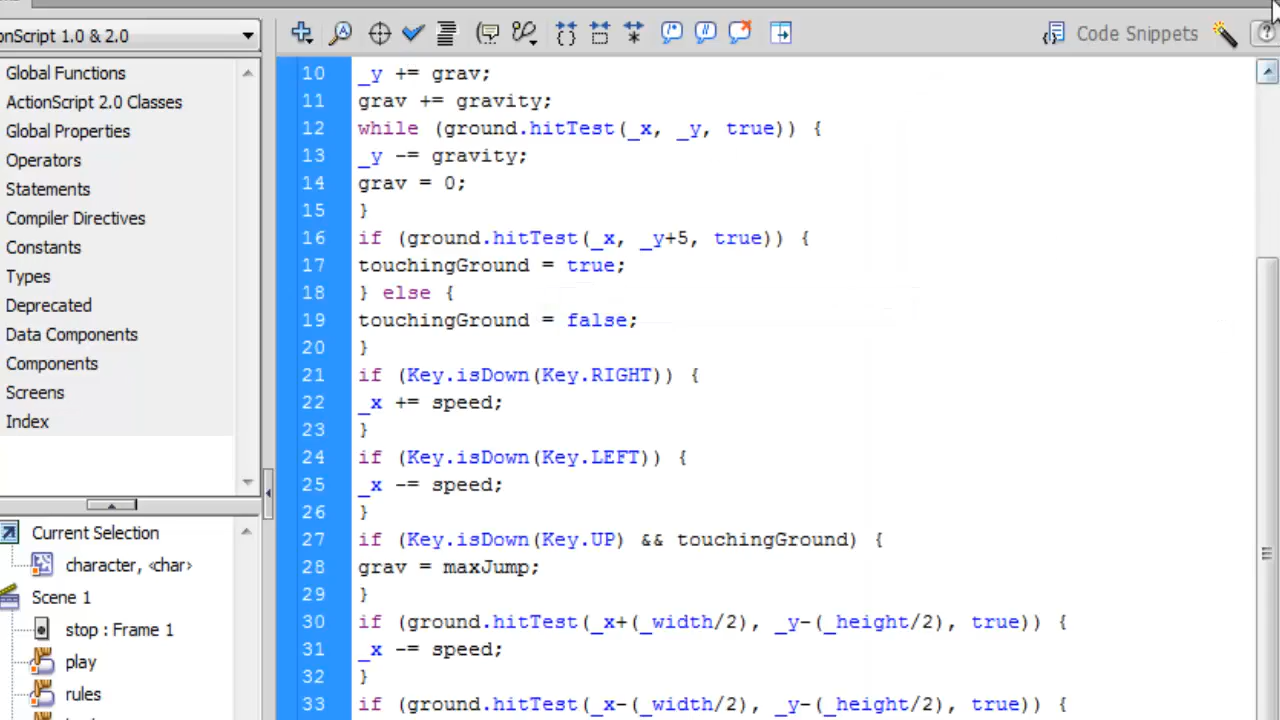 nScript 1.0 & 2.0
Code Snippets
Global Functions
ActionScript 2.0 Classes
Global Properties
Operators
Statements
Compiler Directives
Constants
Types
Deprecated
Data Components
Components
Screens
Index
Current Selection
character, <char>
Scene 1
stop : Frame 1
play
rules
10 _y += grav;
11 grav += gravity;
12 while (ground.hitTest(_x, _y, true)) {
13 _y -= gravity;
14 grav = 0;
15 }
16 if (ground.hitTest(_x, _y+5, true)) {
17 touchingGround = true;
18 } else {
19 touchingGround = false;
20 }
21 if (Key.isDown(Key.RIGHT)) {
22 _x += speed;
23 }
24 if (Key.isDown(Key.LEFT)) {
25 _x -= speed;
26 }
27 if (Key.isDown(Key.UP) && touchingGround) {
28 grav = maxJump;
29 }
30 if (ground.hitTest(_x+(_width/2), _y-(_height/2), true)) {
31 _x -= speed;
32 }
33 if (ground.hitTest(_x-(_width/2), _y-(_height/2), true)) {